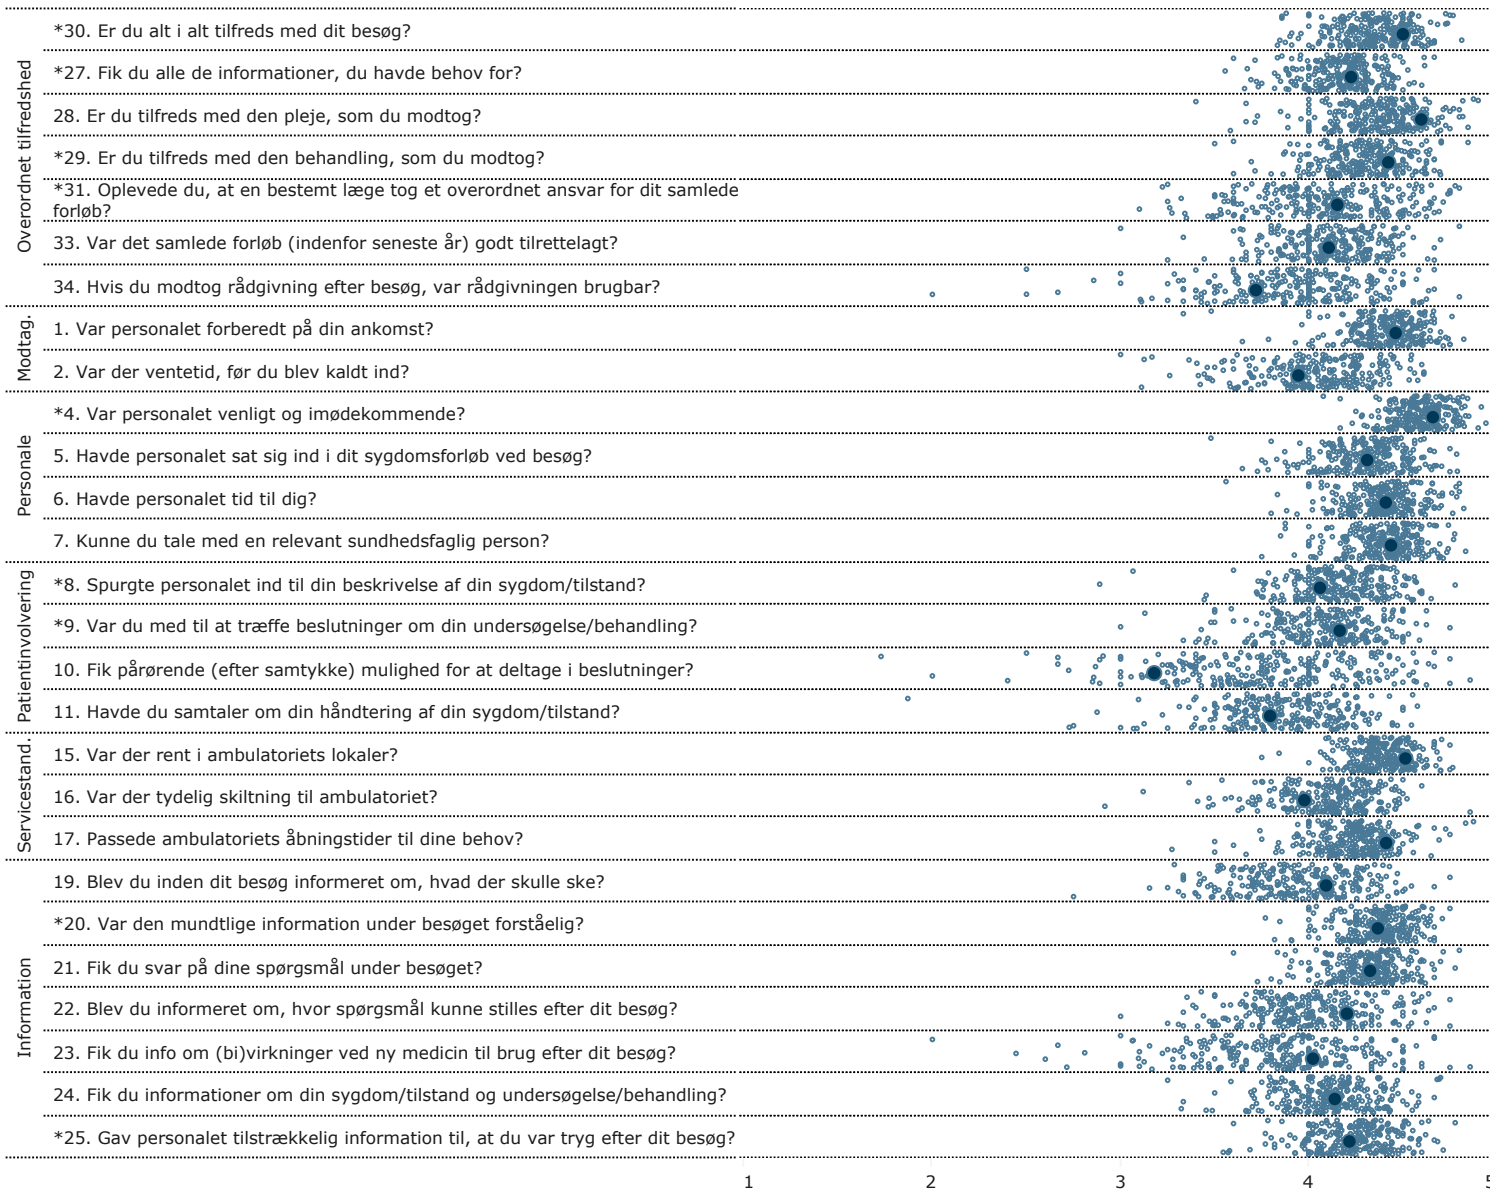 Overordnet tilfredshed
*30. Er du alt i alt tilfreds med dit besøg?
*27. Fik du alle de informationer, du havde behov for?
28. Er du tilfreds med den pleje, som du modtog?
*29. Er du tilfreds med den behandling, som du modtog?
*31. Oplevede du, at en bestemt læge tog et overordnet ansvar for dit samlede
forløb?
33. Var det samlede forløb (indenfor seneste år) godt tilrettelagt?
34. Hvis du modtog rådgivning efter besøg, var rådgivningen brugbar?
Modtag.
1. Var personalet forberedt på din ankomst?
2. Var der ventetid, før du blev kaldt ind?
Personale
*4. Var personalet venligt og imødekommende?
5. Havde personalet sat sig ind i dit sygdomsforløb ved besøg?
6. Havde personalet tid til dig?
7. Kunne du tale med en relevant sundhedsfaglig person?
Patientinvolvering
*8. Spurgte personalet ind til din beskrivelse af din sygdom/tilstand?
*9. Var du med til at træffe beslutninger om din undersøgelse/behandling?
10. Fik pårørende (efter samtykke) mulighed for at deltage i beslutninger?
11. Havde du samtaler om din håndtering af din sygdom/tilstand?
Servicestand.
15. Var der rent i ambulatoriets lokaler?
16. Var der tydelig skiltning til ambulatoriet?
17. Passede ambulatoriets åbningstider til dine behov?
Information
19. Blev du inden dit besøg informeret om, hvad der skulle ske?
*20. Var den mundtlige information under besøget forståelig?
21. Fik du svar på dine spørgsmål under besøget?
22. Blev du informeret om, hvor spørgsmål kunne stilles efter dit besøg?
23. Fik du info om (bi)virkninger ved ny medicin til brug efter dit besøg?
24. Fik du informationer om din sygdom/tilstand og undersøgelse/behandling?
*25. Gav personalet tilstrækkelig information til, at du var tryg efter dit besøg?
1 2 3 4 5